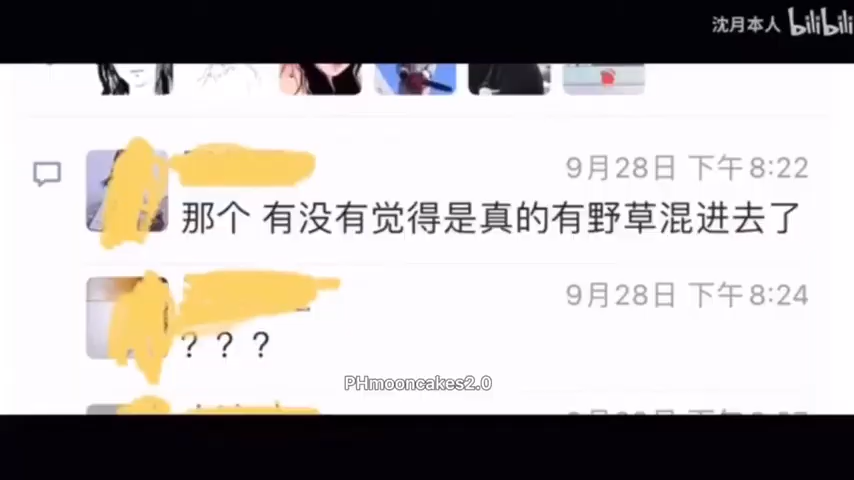 沈月本人 bilibili
9月28日 下午8:22
那个 有没有觉得是真的有野草混进去了
9月28日 下午8:24
？？？
PHmooncakes2.0